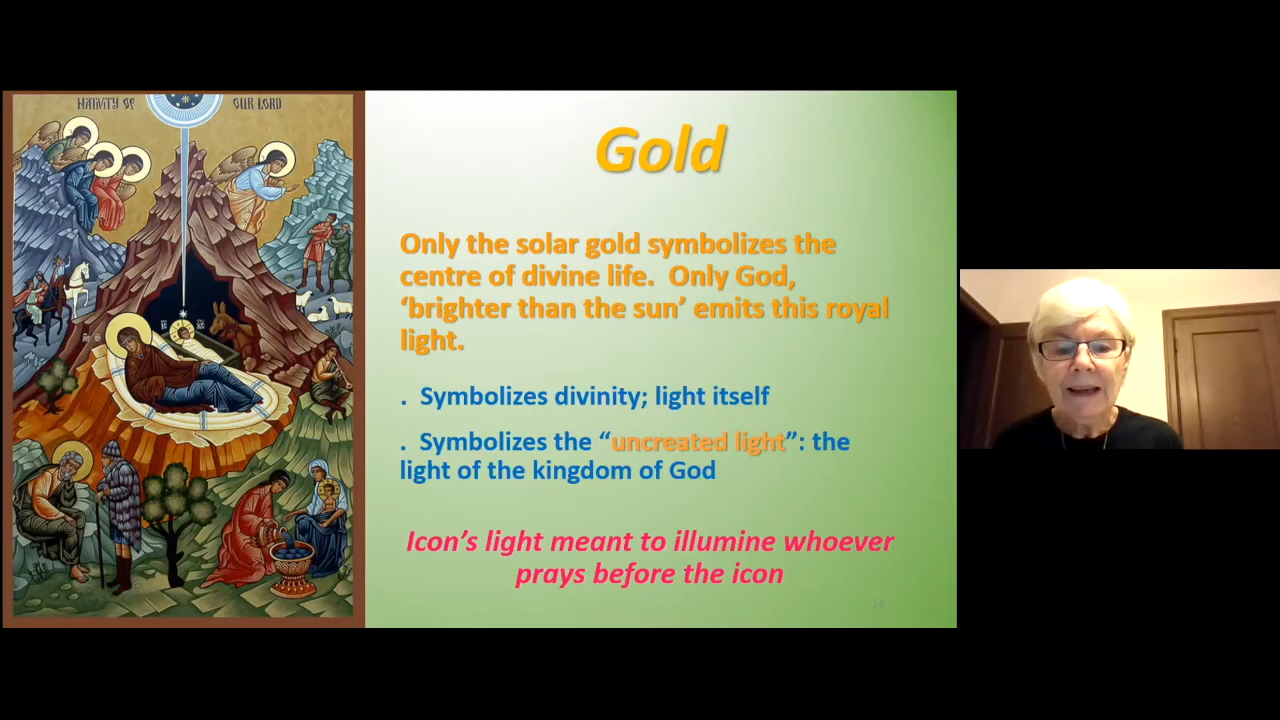 NATIVITY OF OUR LORD
Gold
Only the solar gold symbolizes the
centre of divine life.  Only God,
‘brighter than the sun’ emits this royal
light.
.  Symbolizes divinity; light itself
.  Symbolizes the “uncreated light”: the
light of the kingdom of God
Icon’s light meant to illumine whoever
prays before the icon